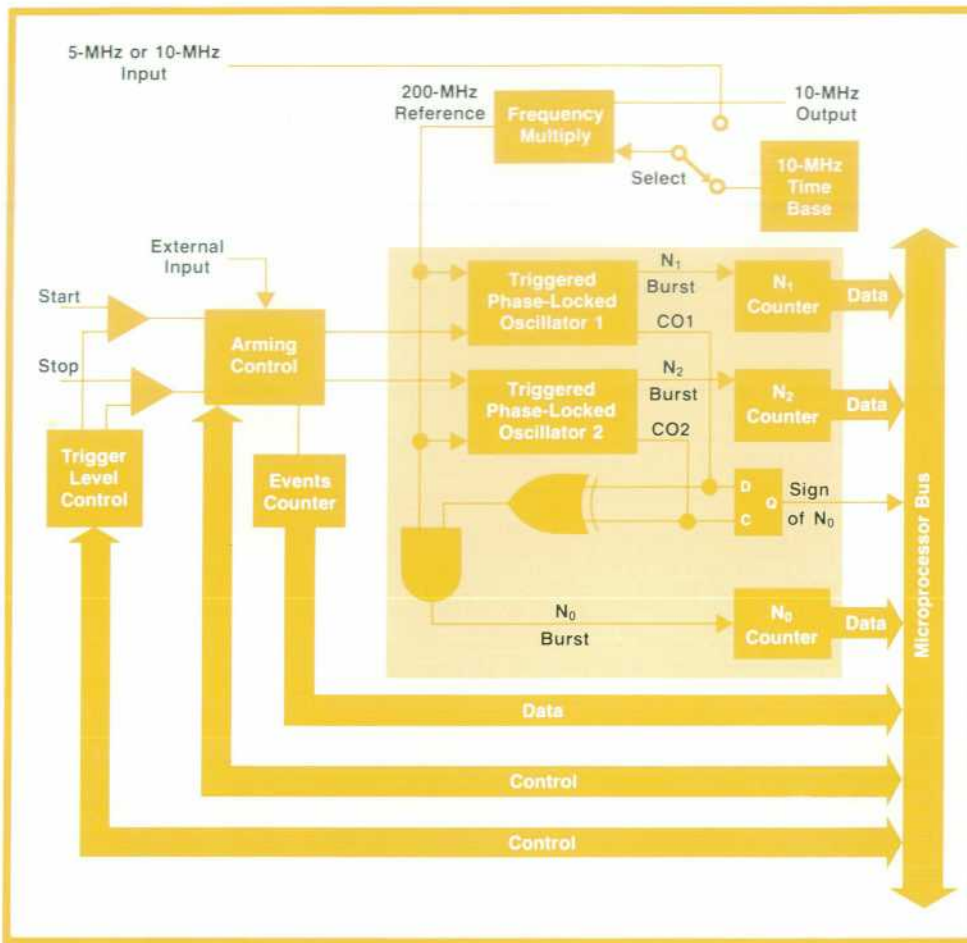 5-MHz or 10-MHz
Input
200-MHz
Reference
Frequency
Multiply
10-MHz
Output
Select
10-MHz
Time
Base
External
Input
Start
Stop
Arming
Control
Trigger
Level
Control
Events
Counter
Triggered
Phase-Locked
Oscillator 1
N₁
Burst
CO1
N₁
Counter
Data
Triggered
Phase-Locked
Oscillator 2
N₂
Burst
CO2
N₂
Counter
Data
D
C
Q
Sign
of N₀
N₀
Burst
N₀
Counter
Data
Microprocessor Bus
Data
Control
Control